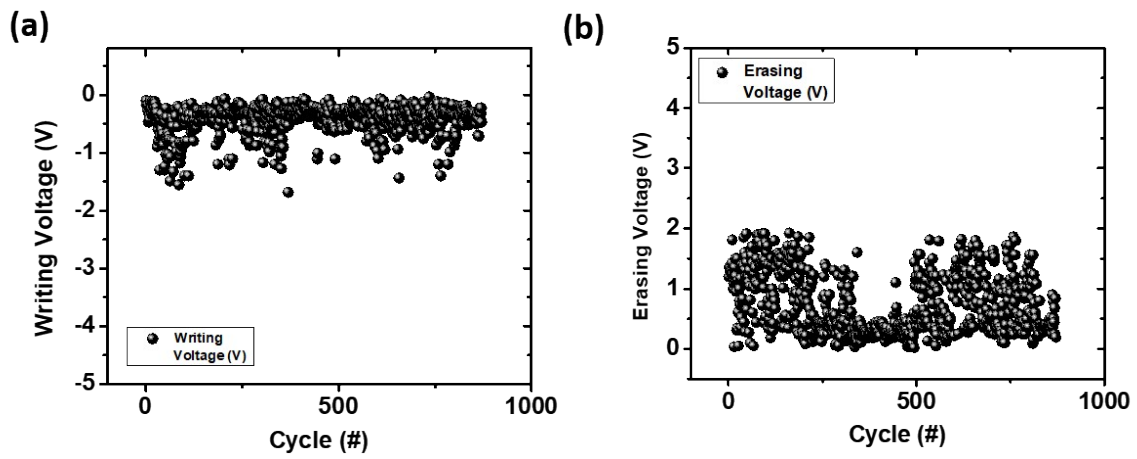 (a)
0
-1
-2
-3
-4
-5
Writing Voltage (V)
Writing
Voltage (V)
0
500
1000
Cycle (#)
(b)
5
4
3
2
1
0
Erasing Voltage (V)
Erasing
Voltage (V)
0
500
1000
Cycle (#)